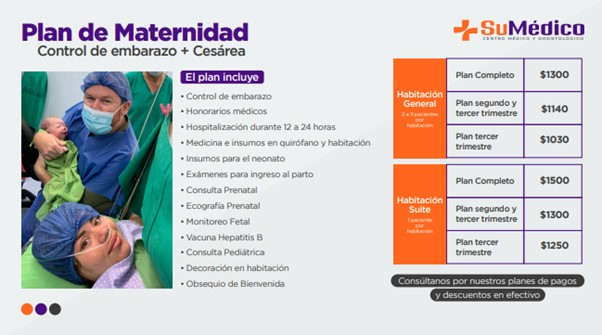 Plan de Maternidad
Control de embarazo + Cesárea
SuMédico
CENTRO MÉDICO Y ODONTOLÓGICO
El plan incluye
• Control de embarazo
• Honorarios médicos
• Hospitalización durante 12 a 24 horas
• Medicina e insumos en quirófano y habitación
• Insumos para el neonato
• Exámenes para ingreso al parto
• Consulta Prenatal
• Ecografía Prenatal
• Monitoreo Fetal
• Vacuna Hepatitis B
• Consulta Pediátrica
• Decoración en habitación
• Obsequio de Bienvenida
Habitación
General
2 a 3 pacientes
por
habitación
Plan Completo $1300
Plan segundo y
tercer trimestre $1140
Plan tercer
trimestre $1030
Habitación
Suite
1 paciente
por
habitación
Plan Completo $1500
Plan segundo y
tercer trimestre $1300
Plan tercer
trimestre $1250
Consúltanos por nuestros planes de pagos
y descuentos en efectivo